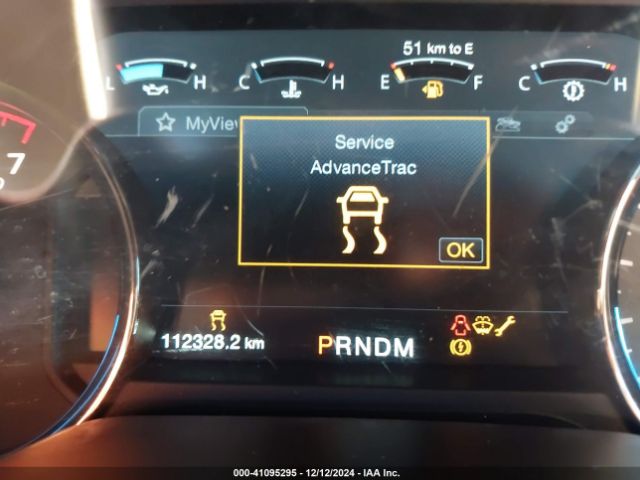 51 km to E
L H C H E F C H
MyView
Service
AdvanceTrac
OK
7
112328.2 km
PRNDM
000-41095295 - 12/12/2024 - IAA Inc.